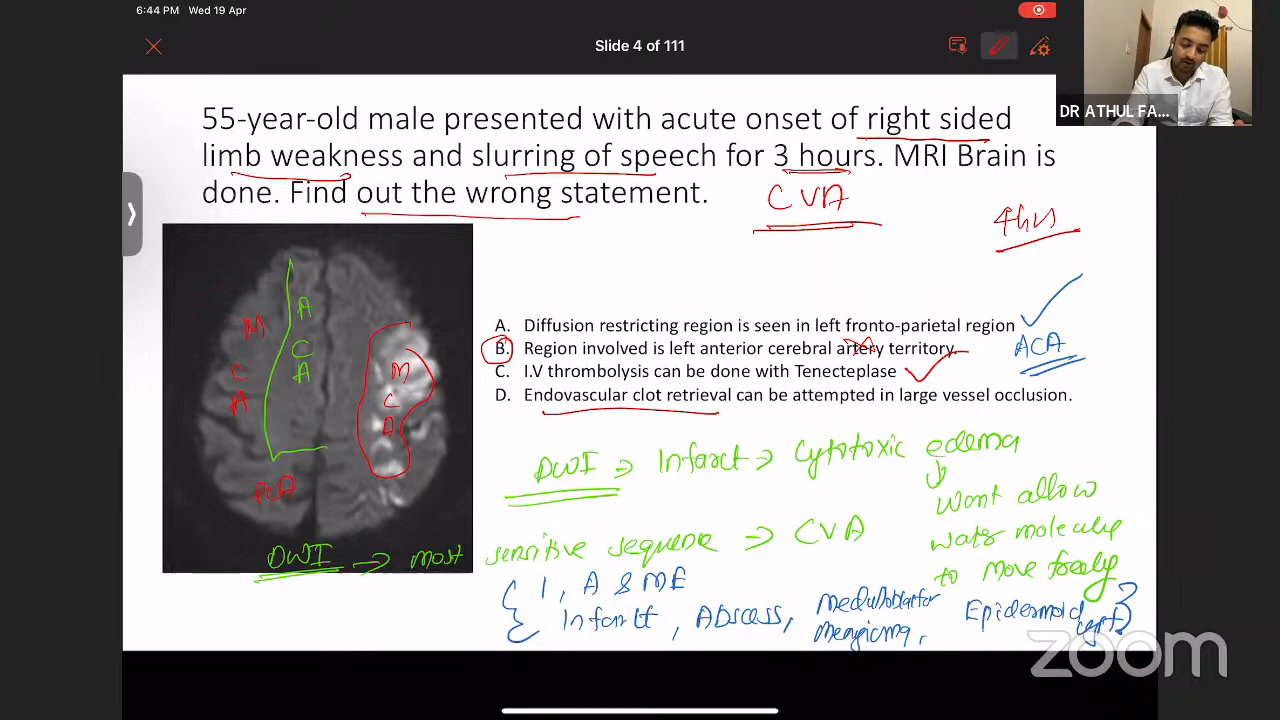 6:44 PM Wed 19 Apr
Slide 4 of 111
DR ATHUL FA...
55-year-old male presented with acute onset of right sided
limb weakness and slurring of speech for 3 hours. MRI Brain is
done. Find out the wrong statement.
CVA
4hrs
A. Diffusion restricting region is seen in left fronto-parietal region
B. Region involved is left anterior cerebral artery territory.
C. I.V thrombolysis can be done with Tenecteplase
D. Endovascular clot retrieval can be attempted in large vessel occlusion.
ACA
M
C
A
A
C
A
M
C
A
PCA
DWI → Infarct → Cytotoxic edema
Wont allow
water molecules
to move freely
DWI → most sensitive sequence → CVA
I, A & ME
Infarct, Abscess, Medulloblastor
Meningioma,
Epidermoid cyst
zoom